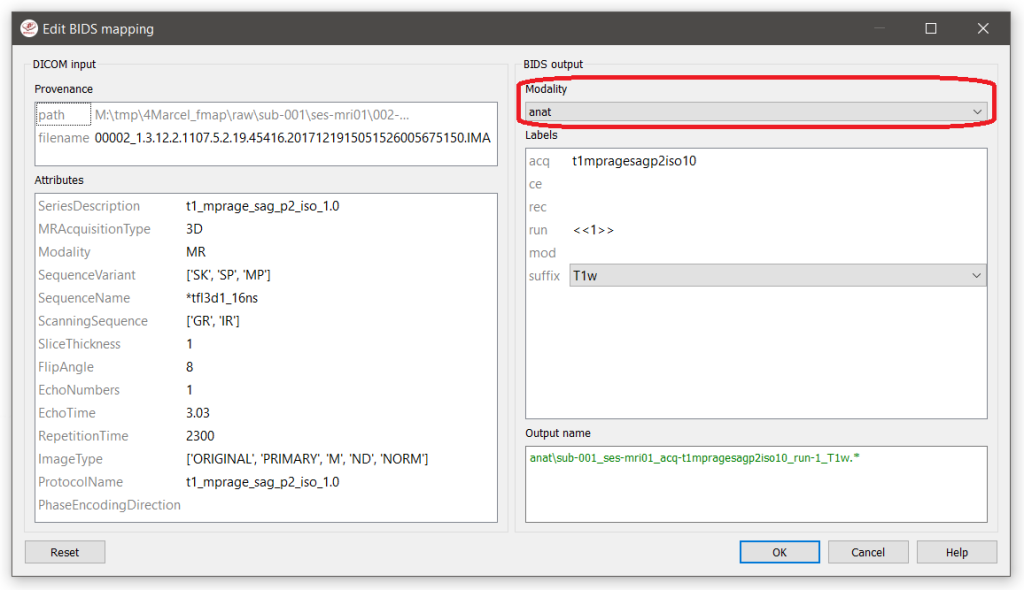 Edit BIDS mapping
DICOM input
Provenance
path M:\tmp\4Marcel_fmap\raw\sub-001\ses-mri01\002-...
filename 00002_1.3.12.2.1107.5.2.19.45416.2017121915051526005675150.IMA
Attributes
SeriesDescription t1_mprage_sag_p2_iso_1.0
MRAcquisitionType 3D
Modality MR
SequenceVariant ['SK', 'SP', 'MP']
SequenceName *tfl3d1_16ns
ScanningSequence ['GR', 'IR']
SliceThickness 1
FlipAngle 8
EchoNumbers 1
EchoTime 3.03
RepetitionTime 2300
ImageType ['ORIGINAL', 'PRIMARY', 'M', 'ND', 'NORM']
ProtocolName t1_mprage_sag_p2_iso_1.0
PhaseEncodingDirection
Reset
BIDS output
Modality
anat
Labels
acq t1mpragesagp2iso10
ce
rec
run <<1>>
mod
suffix T1w
Output name
anat\sub-001_ses-mri01_acq-t1mpragesagp2iso10_run-1_T1w.*
OK Cancel Help